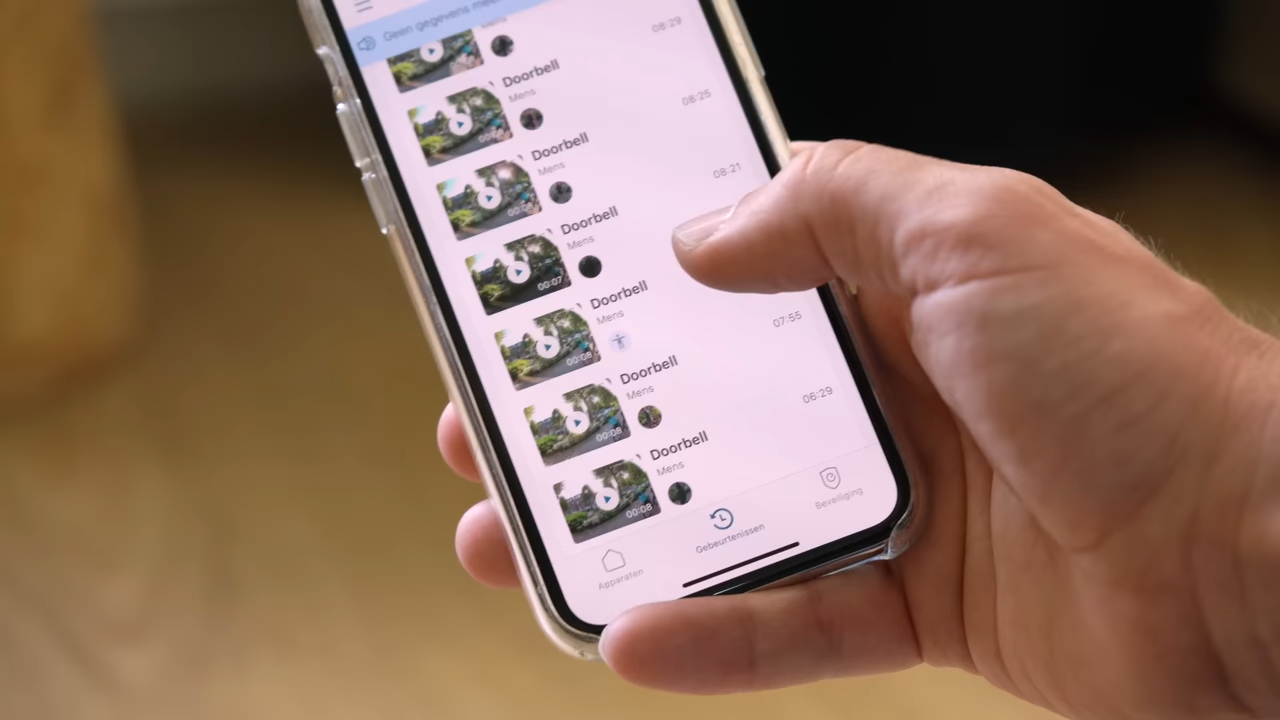 Geen gegevens
Mens
08:29
Doorbell
Mens
08:25
Doorbell
Mens
08:21
Doorbell
Mens
00:07
Doorbell
Mens
07:55
00:08
Doorbell
Mens
06:29
00:08
Doorbell
Mens
00:08
Apparaten
Gebeurtenissen
Beveiliging